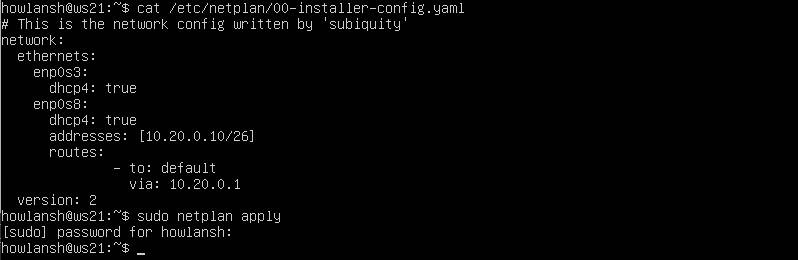 howlansh@ws21:~$ cat /etc/netplan/00-installer-config.yaml
# This is the network config written by 'subiquity'
network:
  ethernets:
    enp0s3:
      dhcp4: true
    enp0s8:
      dhcp4: true
      addresses: [10.20.0.10/26]
      routes:
              - to: default
                via: 10.20.0.1
  version: 2
howlansh@ws21:~$ sudo netplan apply
[sudo] password for howlansh:
howlansh@ws21:~$ _